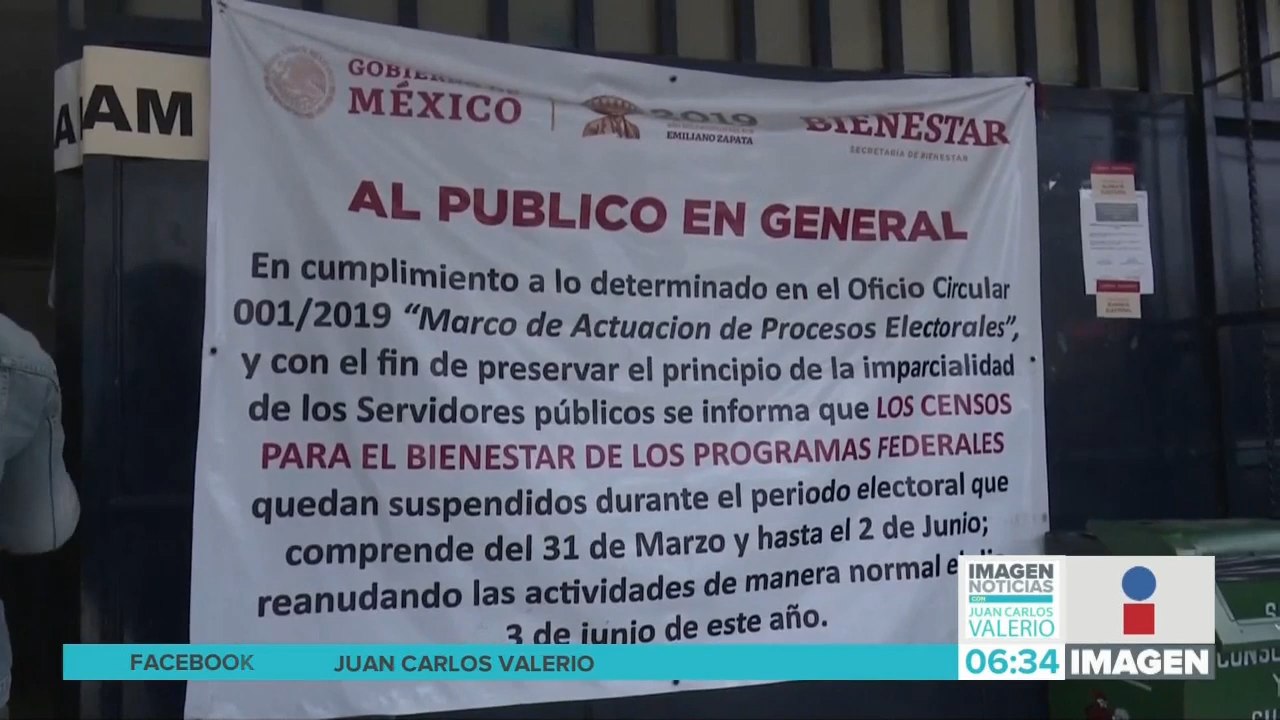 AM
GOBIERNO DE
MÉXICO
2019
EMILIANO ZAPATA
BIENESTAR
SECRETARÍA DE BIENESTAR
AL PUBLICO EN GENERAL
En cumplimiento a lo determinado en el Oficio Circular
001/2019 “Marco de Actuacion de Procesos Electorales”,
y con el fin de preservar el principio de la imparcialidad
de los Servidores públicos se informa que LOS CENSOS
PARA EL BIENESTAR DE LOS PROGRAMAS FEDERALES
quedan suspendidos durante el periodo electoral que
comprende del 31 de Marzo y hasta el 2 de Junio;
reanudando las actividades de manera normal el día
3 de junio de este año.
IMAGEN
NOTICIAS
CON
JUAN CARLOS
VALERIO
FACEBOOK JUAN CARLOS VALERIO
06:34 IMAGEN